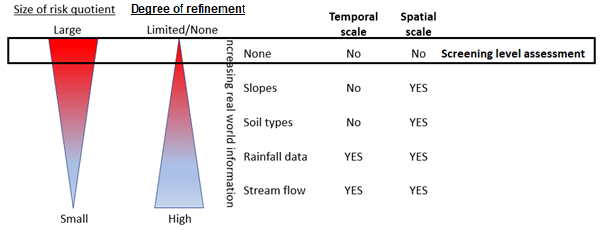 Size of risk quotient Degree of refinement
Temporal scale Spatial scale
Large Limited/None
None No No Screening level assessment
Slopes No YES
Soil types No YES
Rainfall data YES YES
Stream flow YES YES
Increasing real world information
Small High